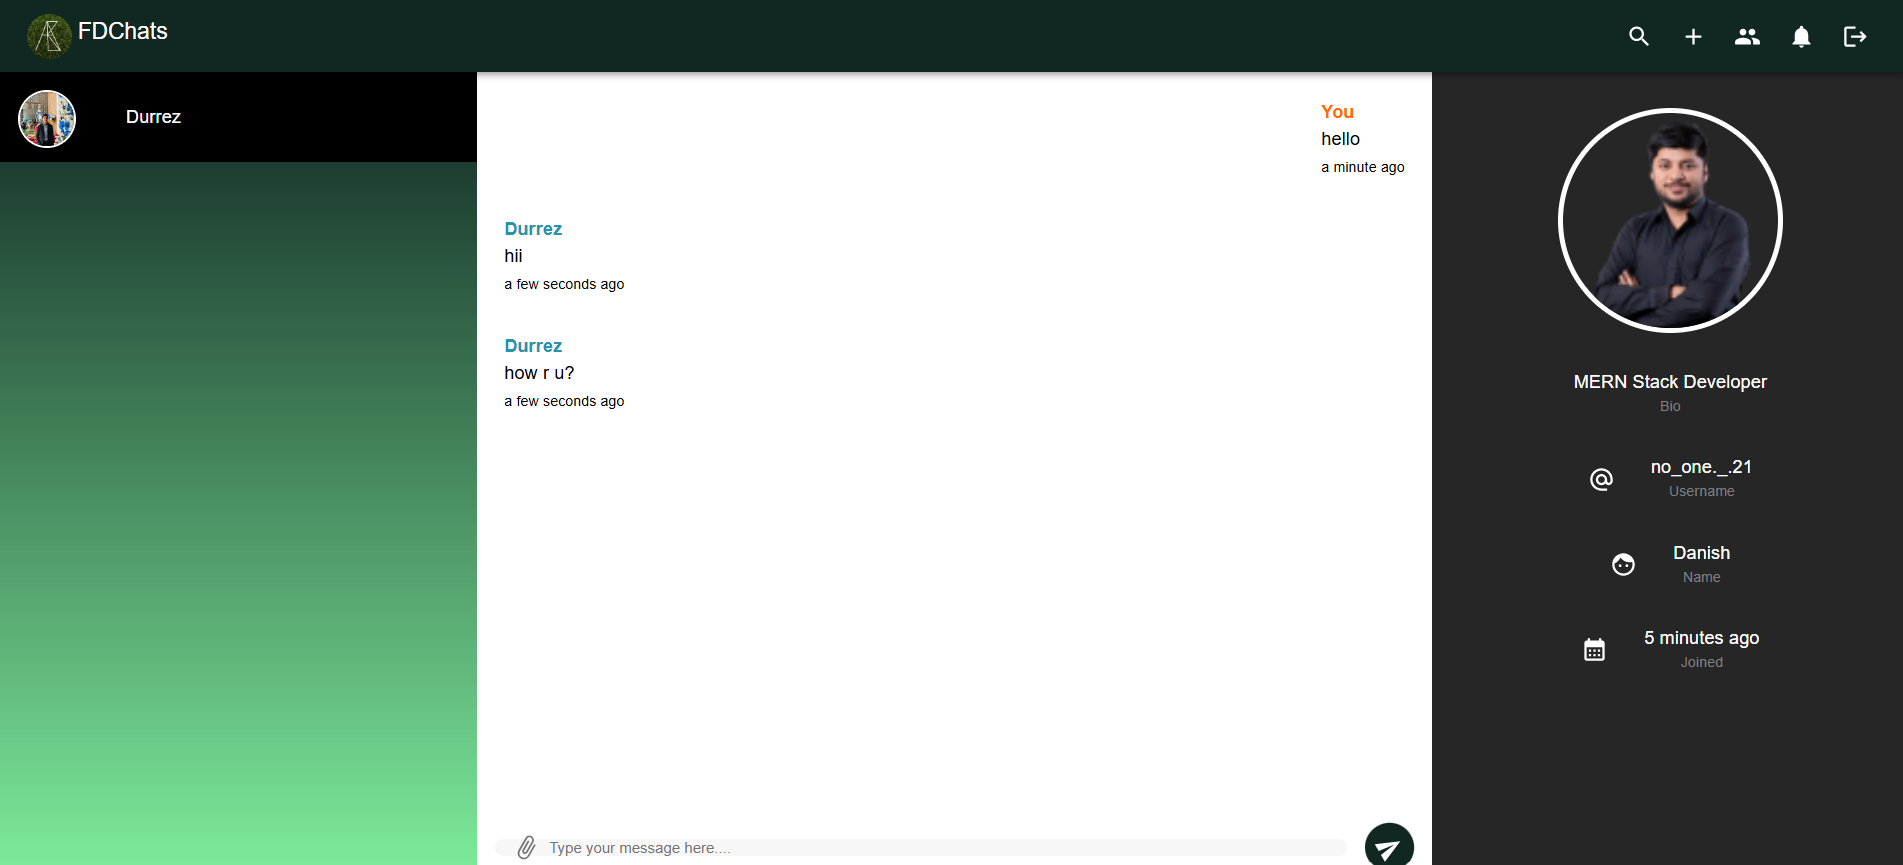 FDChats
Durrez
You
hello
a minute ago
Durrez
hii
a few seconds ago
Durrez
how r u?
a few seconds ago
Type your message here....
MERN Stack Developer
Bio
no_one._.21
Username
Danish
Name
5 minutes ago
Joined